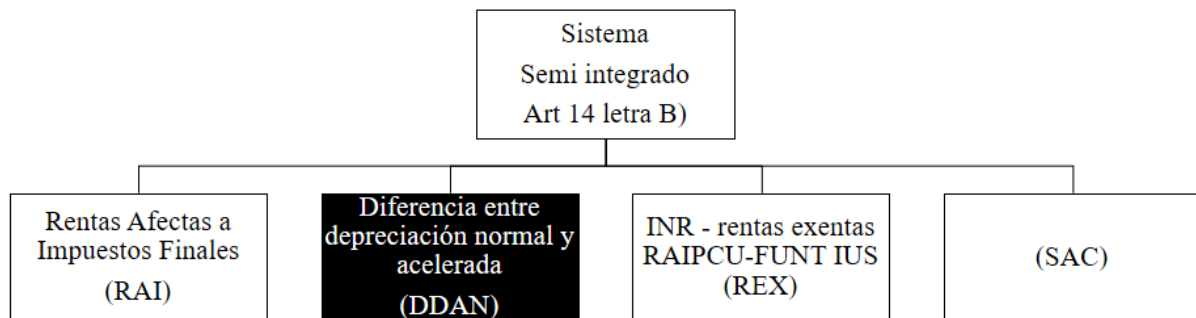 Sistema
Semi integrado
Art 14 letra B)
Rentas Afectas a
Impuestos Finales
(RAI)
Diferencia entre
depreciación normal y
acelerada
(DDAN)
INR - rentas exentas
RAIPCU-FUNT IUS
(REX)
(SAC)